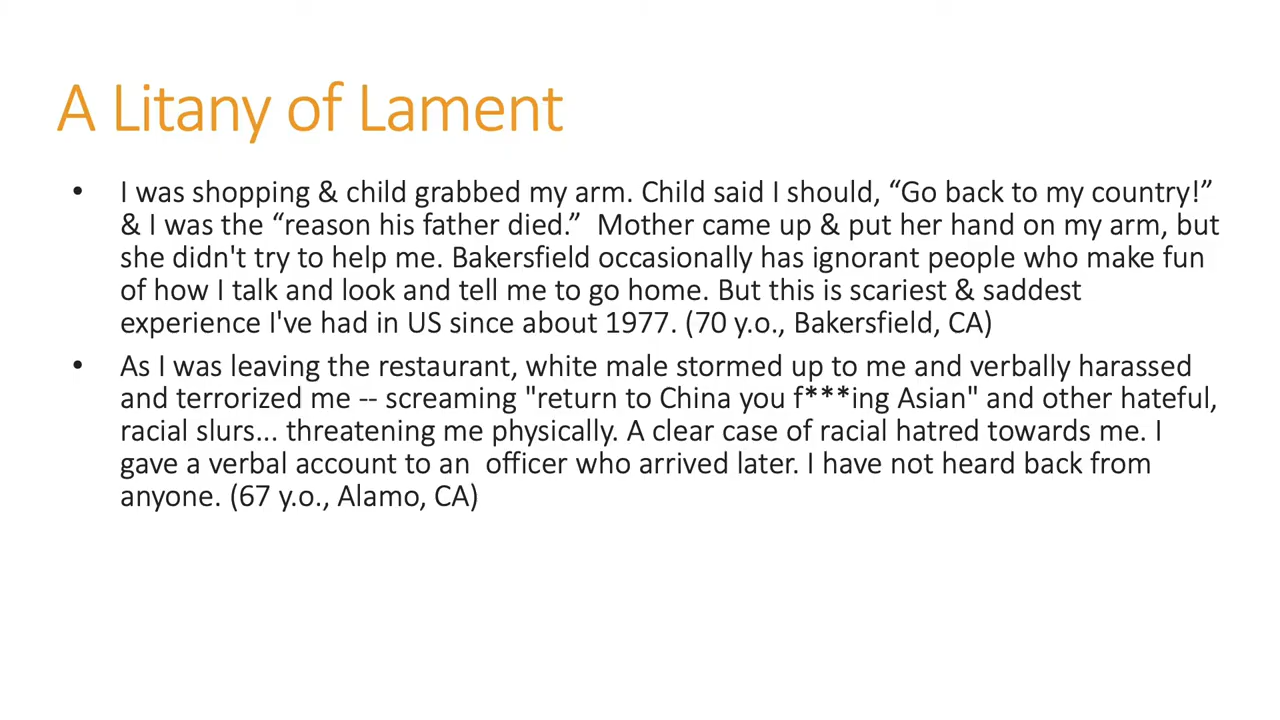 A Litany of Lament
• I was shopping & child grabbed my arm. Child said I should, “Go back to my country!”
& I was the “reason his father died.”  Mother came up & put her hand on my arm, but
she didn't try to help me. Bakersfield occasionally has ignorant people who make fun
of how I talk and look and tell me to go home. But this is scariest & saddest
experience I've had in US since about 1977. (70 y.o., Bakersfield, CA)
• As I was leaving the restaurant, white male stormed up to me and verbally harassed
and terrorized me -- screaming "return to China you f***ing Asian" and other hateful,
racial slurs... threatening me physically. A clear case of racial hatred towards me. I
gave a verbal account to an  officer who arrived later. I have not heard back from
anyone. (67 y.o., Alamo, CA)